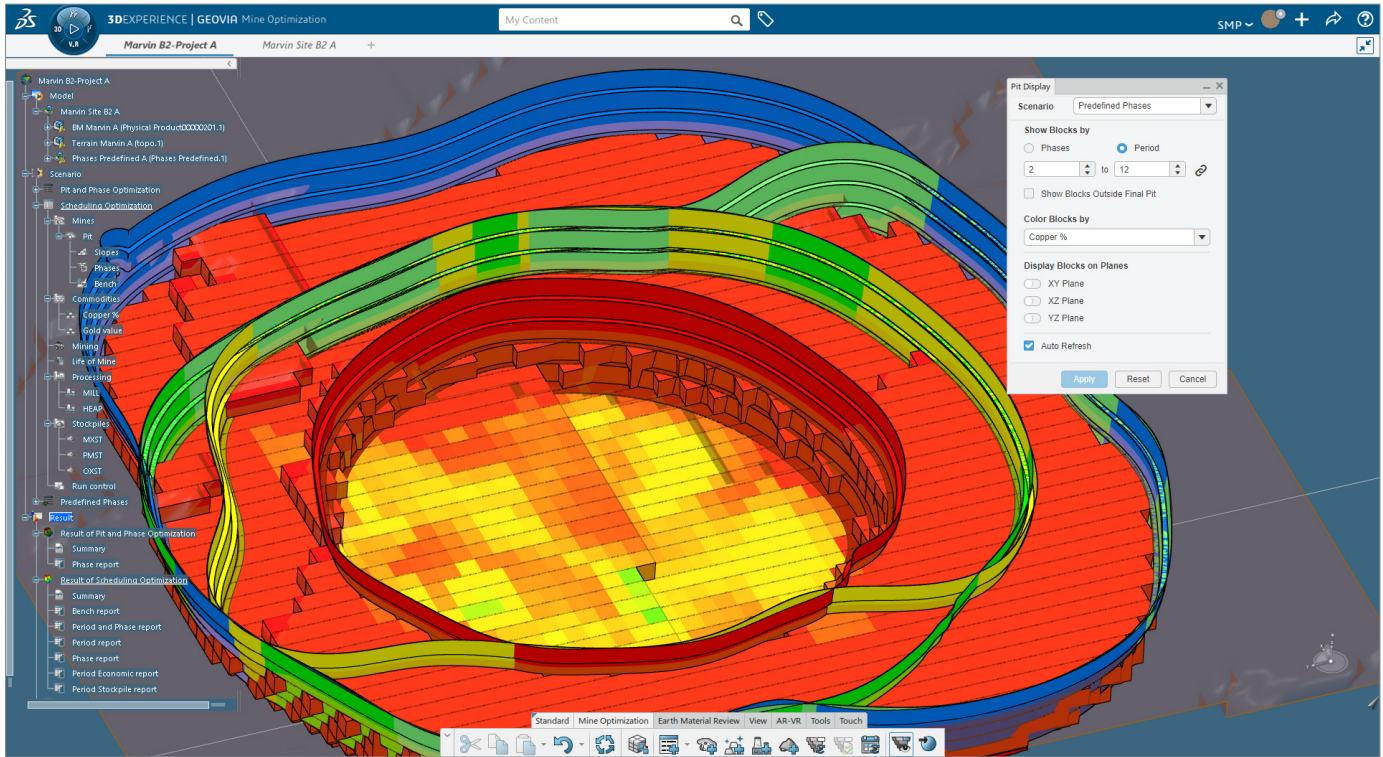 3DEXPERIENCE | GEOVIA Mine Optimization
My Content
SMP
3D
V.R
Marvin B2-Project A
Marvin Site B2 A
+
Marvin B2-Project A
Model
Marvin Site B2 A
BM Marvin A (Physical Product00000201.1)
Terrain Marvin A (topo.1)
Phases Predefined A (Phases Predefined.1)
Scenario
Pit and Phase Optimization
Scheduling Optimization
Mines
Pit
Slopes
Phases
Bench
Commodities
Copper %
Gold value
Mining
Life of Mine
Processing
MILL
HEAP
Stockpiles
MXST
PMST
OXST
Run control
Predefined Phases
Result
Result of Pit and Phase Optimization
Summary
Phase report
Result of Scheduling Optimization
Summary
Bench report
Period and Phase report
Period report
Phase report
Period Economic report
Period Stockpile report
Pit Display
Scenario Predefined Phases
Show Blocks by
Phases Period
2 to 12
Show Blocks Outside Final Pit
Color Blocks by
Copper %
Display Blocks on Planes
XY Plane
XZ Plane
YZ Plane
Auto Refresh
Apply Reset Cancel
Standard Mine Optimization Earth Material Review View AR-VR Tools Touch